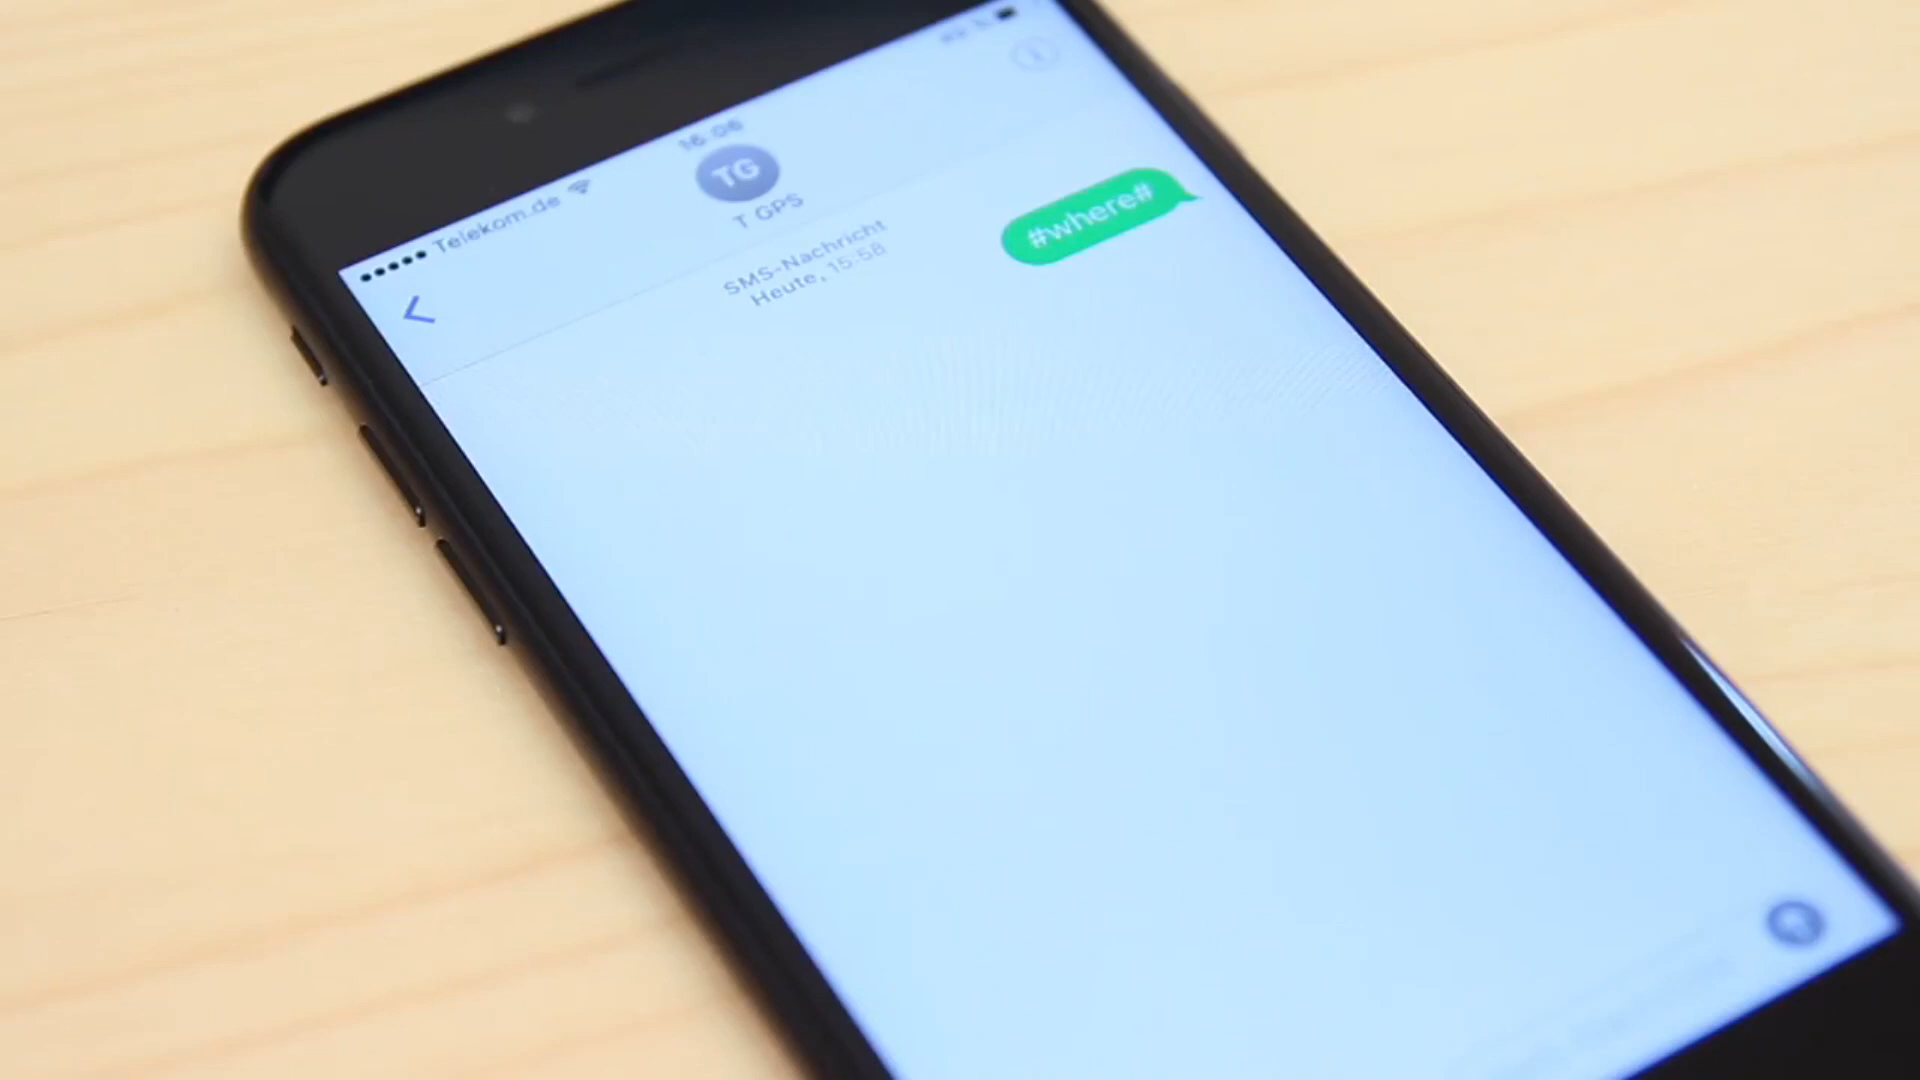 Telekom.de
16:06
TG
T GPS
SMS-Nachricht
Heute, 15:58
#where#